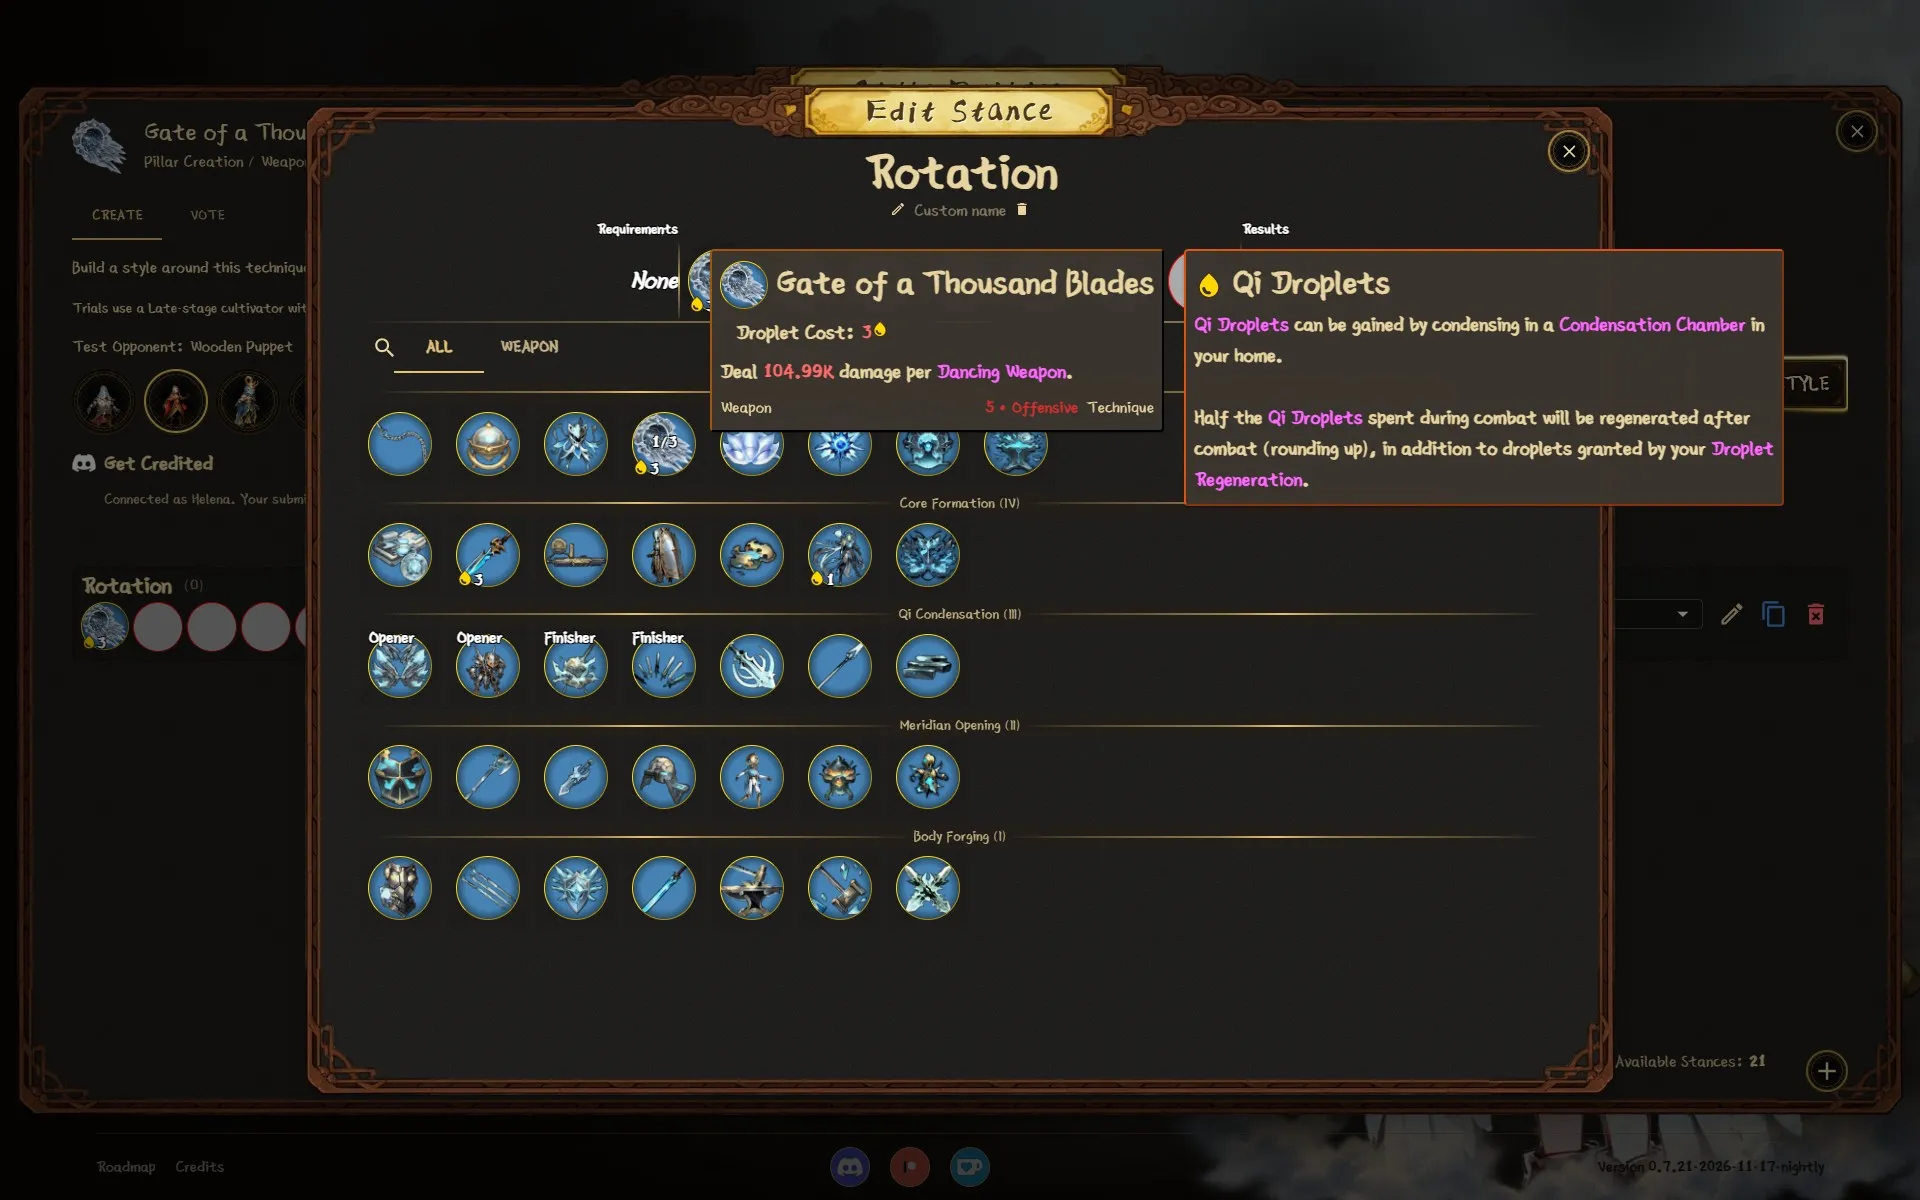 Edit Stance
Gate of a Thou
Pillar Creation / Weapo
CREATE
VOTE
Build a style around this technique
Trials use a Late-stage cultivator wit
Test Opponent: Wooden Puppet
Get Credited
Connected as Helena. Your submi
Rotation (0)
3
Rotation
Custom name
Requirements
Results
None
ALL
WEAPON
Gate of a Thousand Blades
Droplet Cost: 3
Deal 104.99K damage per Dancing Weapon.
Weapon
5 • Offensive Technique
Qi Droplets
Qi Droplets can be gained by condensing in a Condensation Chamber in
your home.
Half the Qi Droplets spent during combat will be regenerated after
combat (rounding up), in addition to droplets granted by your Droplet
Regeneration.
TYLE
1/3
3
Core Formation (IV)
3
1
Qi Condensation (III)
Opener
Opener
Finisher
Finisher
Meridian Opening (II)
Body Forging (I)
Available Stances: 21
Roadmap
Credits
Version 0.7.21-2026-11-17-nightly